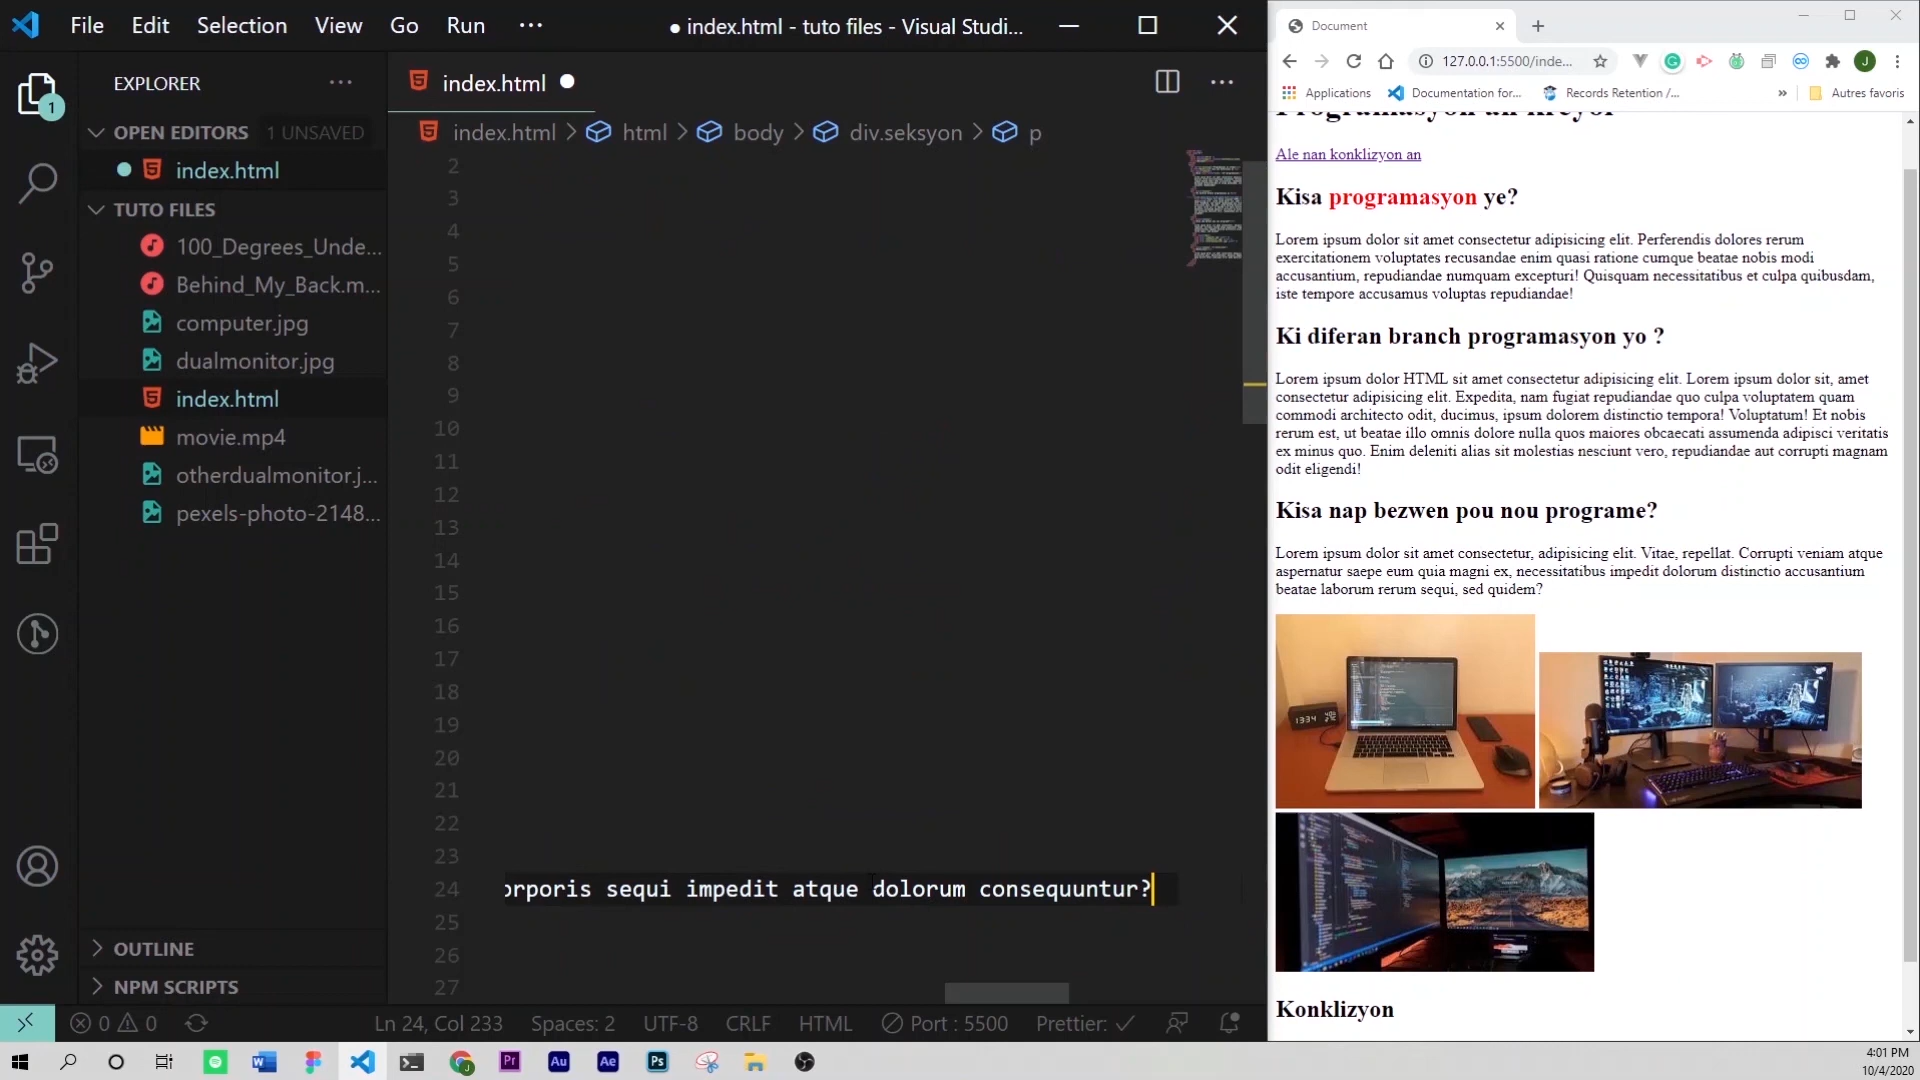 File Edit Selection View Go Run ··· ● index.html - tuto files - Visual Studi...
EXPLORER ···
OPEN EDITORS 1 UNSAVED
index.html
TUTO FILES
100_Degrees_Unde...
Behind_My_Back.m...
computer.jpg
dualmonitor.jpg
index.html
movie.mp4
otherdualmonitor.j...
pexels-photo-2148...
OUTLINE
NPM SCRIPTS
1
index.html ●
index.html > html > body > div.seksyon > p
2
3
4
5
6
7
8
9
10
11
12
13
14
15
16
17
18
19
20
21
22
23
24 orporis sequi impedit atque dolorum consequuntur?
25
26
27
0 0 Ln 24, Col 233 Spaces: 2 UTF-8 CRLF HTML Port : 5500 Prettier: ✓
Document
127.0.0.1:5500/inde...
J
Applications Documentation for... Records Retention /... » Autres favoris
Programasyon an kreyòl
Ale nan konklizyon an
Kisa programasyon ye?
Lorem ipsum dolor sit amet consectetur adipisicing elit. Perferendis dolores rerum
exercitationem voluptates recusandae enim quasi ratione cumque beatae nobis modi
accusantium, repudiandae numquam excepturi! Quisquam necessitatibus et culpa quibusdam,
iste tempore accusamus voluptas repudiandae!
Ki diferan branch programasyon yo ?
Lorem ipsum dolor HTML sit amet consectetur adipisicing elit. Lorem ipsum dolor sit, amet
consectetur adipisicing elit. Expedita, nam fugiat repudiandae quo culpa voluptatem quam
commodi architecto odit, ducimus, ipsum dolorem distinctio tempora! Voluptatum! Et nobis
rerum est, ut beatae illo omnis dolore nulla quos maiores obcaecati assumenda adipisci veritatis
ex minus quo. Enim deleniti alias sit molestias nesciunt vero, repudiandae aut corrupti magnam
odit eligendi!
Kisa nap bezwen pou nou programe?
Lorem ipsum dolor sit amet consectetur, adipisicing elit. Vitae, repellat. Corrupti veniam atque
aspernatur saepe eum quia magni ex, necessitatibus impedit dolorum distinctio accusantium
beatae laborum rerum sequi, sed quidem?
Konklizyon
Pr Au Ae Ps
4:01 PM
10/4/2020